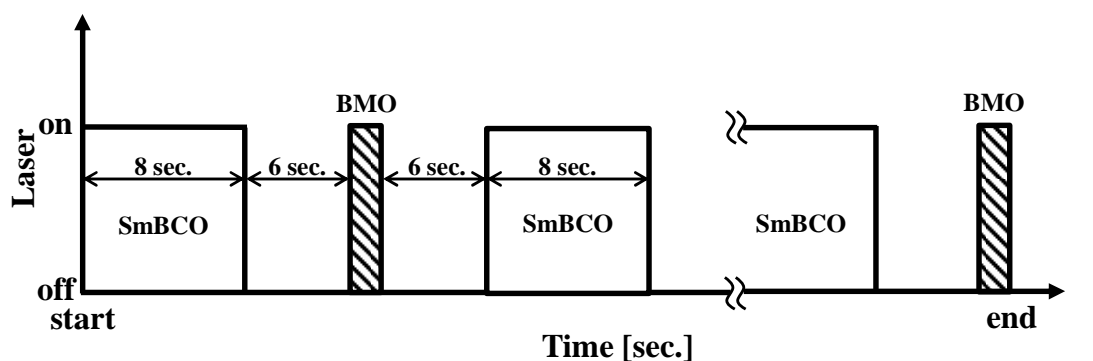 BMO
BMO
on
8 sec.
6 sec.
6 sec.
8 sec.
Laser
SmBCO
SmBCO
SmBCO
off
start
end
Time [sec.]